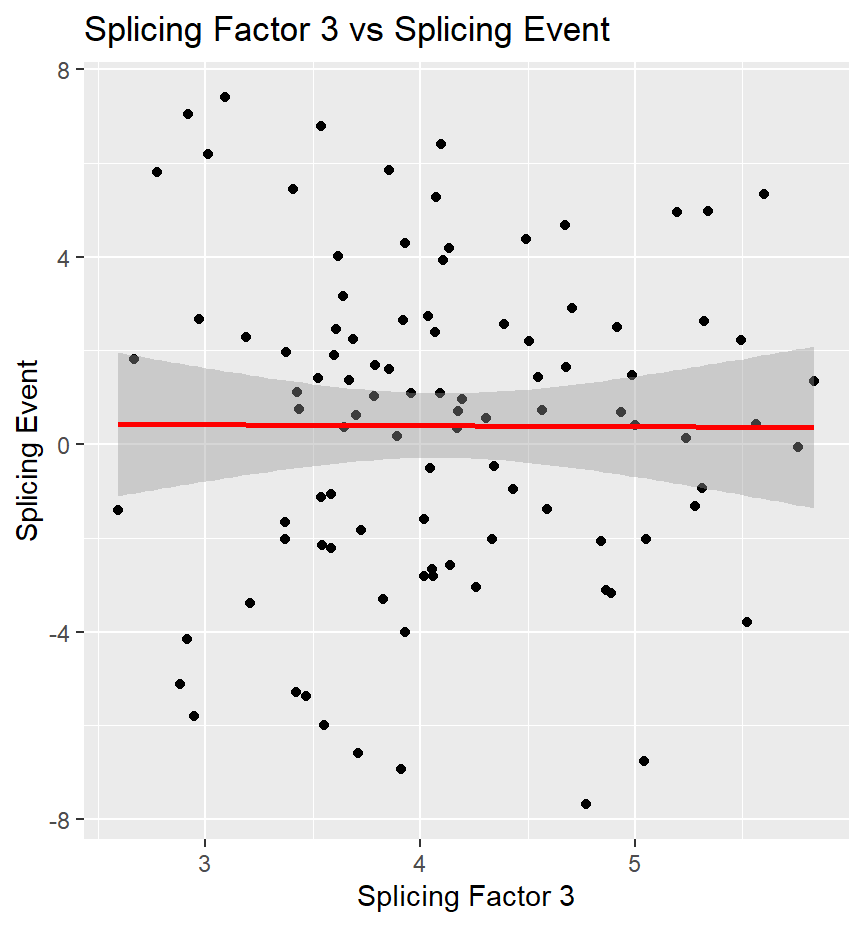 Splicing Factor 3 vs Splicing Event
8
4
0
-4
-8
Splicing Event
3
4
5
Splicing Factor 3